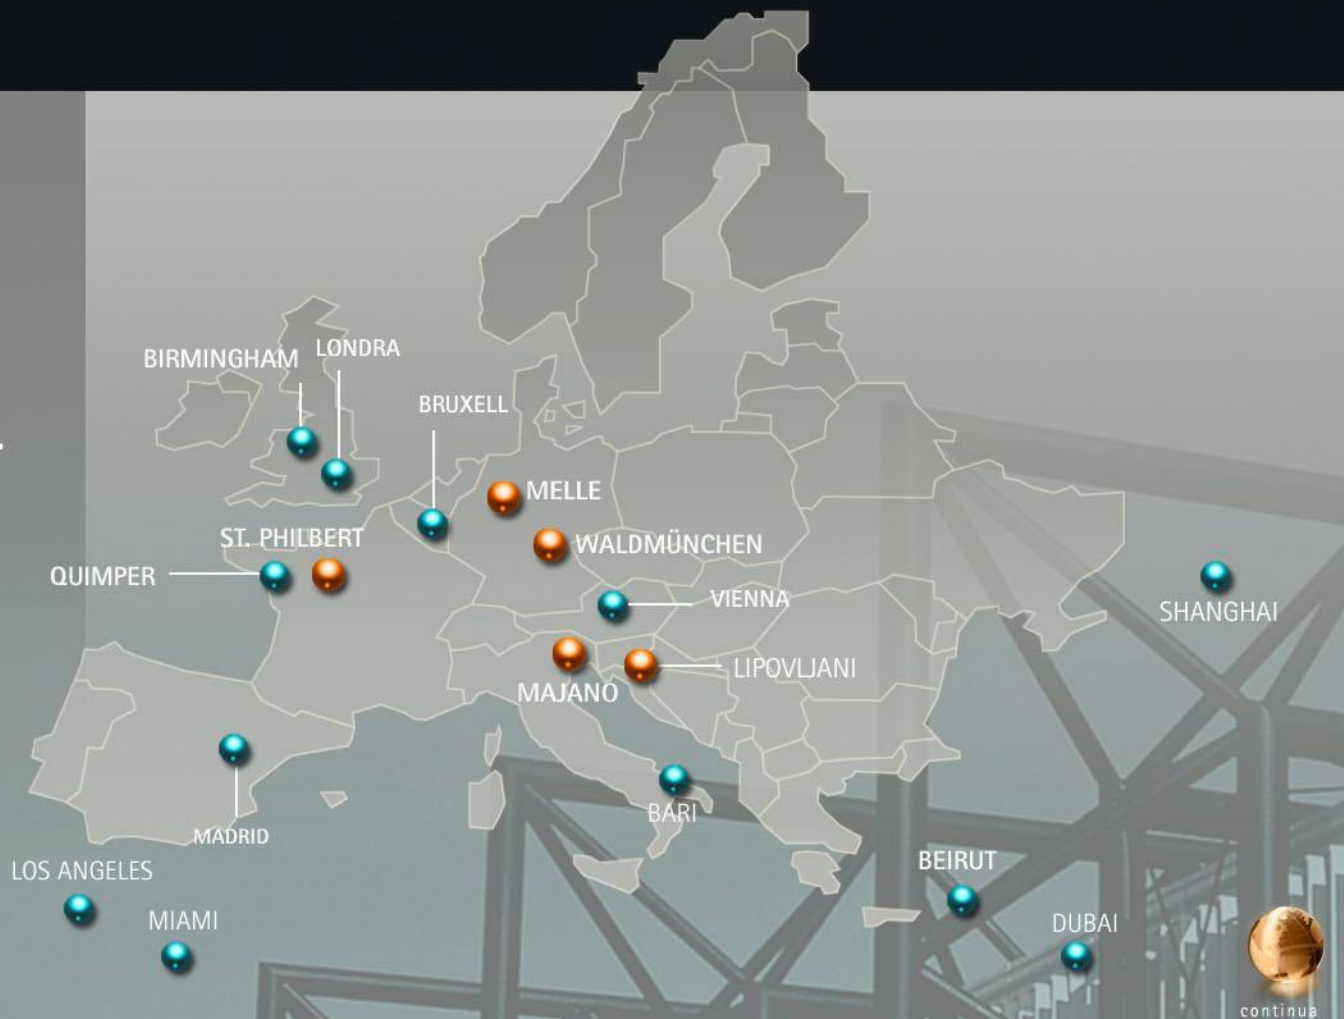 BIRMINGHAM
LONDRA
BRUXELL
MELLE
ST. PHILBERT
WALDMÜNCHEN
QUIMPER
VIENNA
SHANGHAI
LIPOVLJANI
MAJANO
BARI
MADRID
LOS ANGELES
BEIRUT
MIAMI
DUBAI
continua